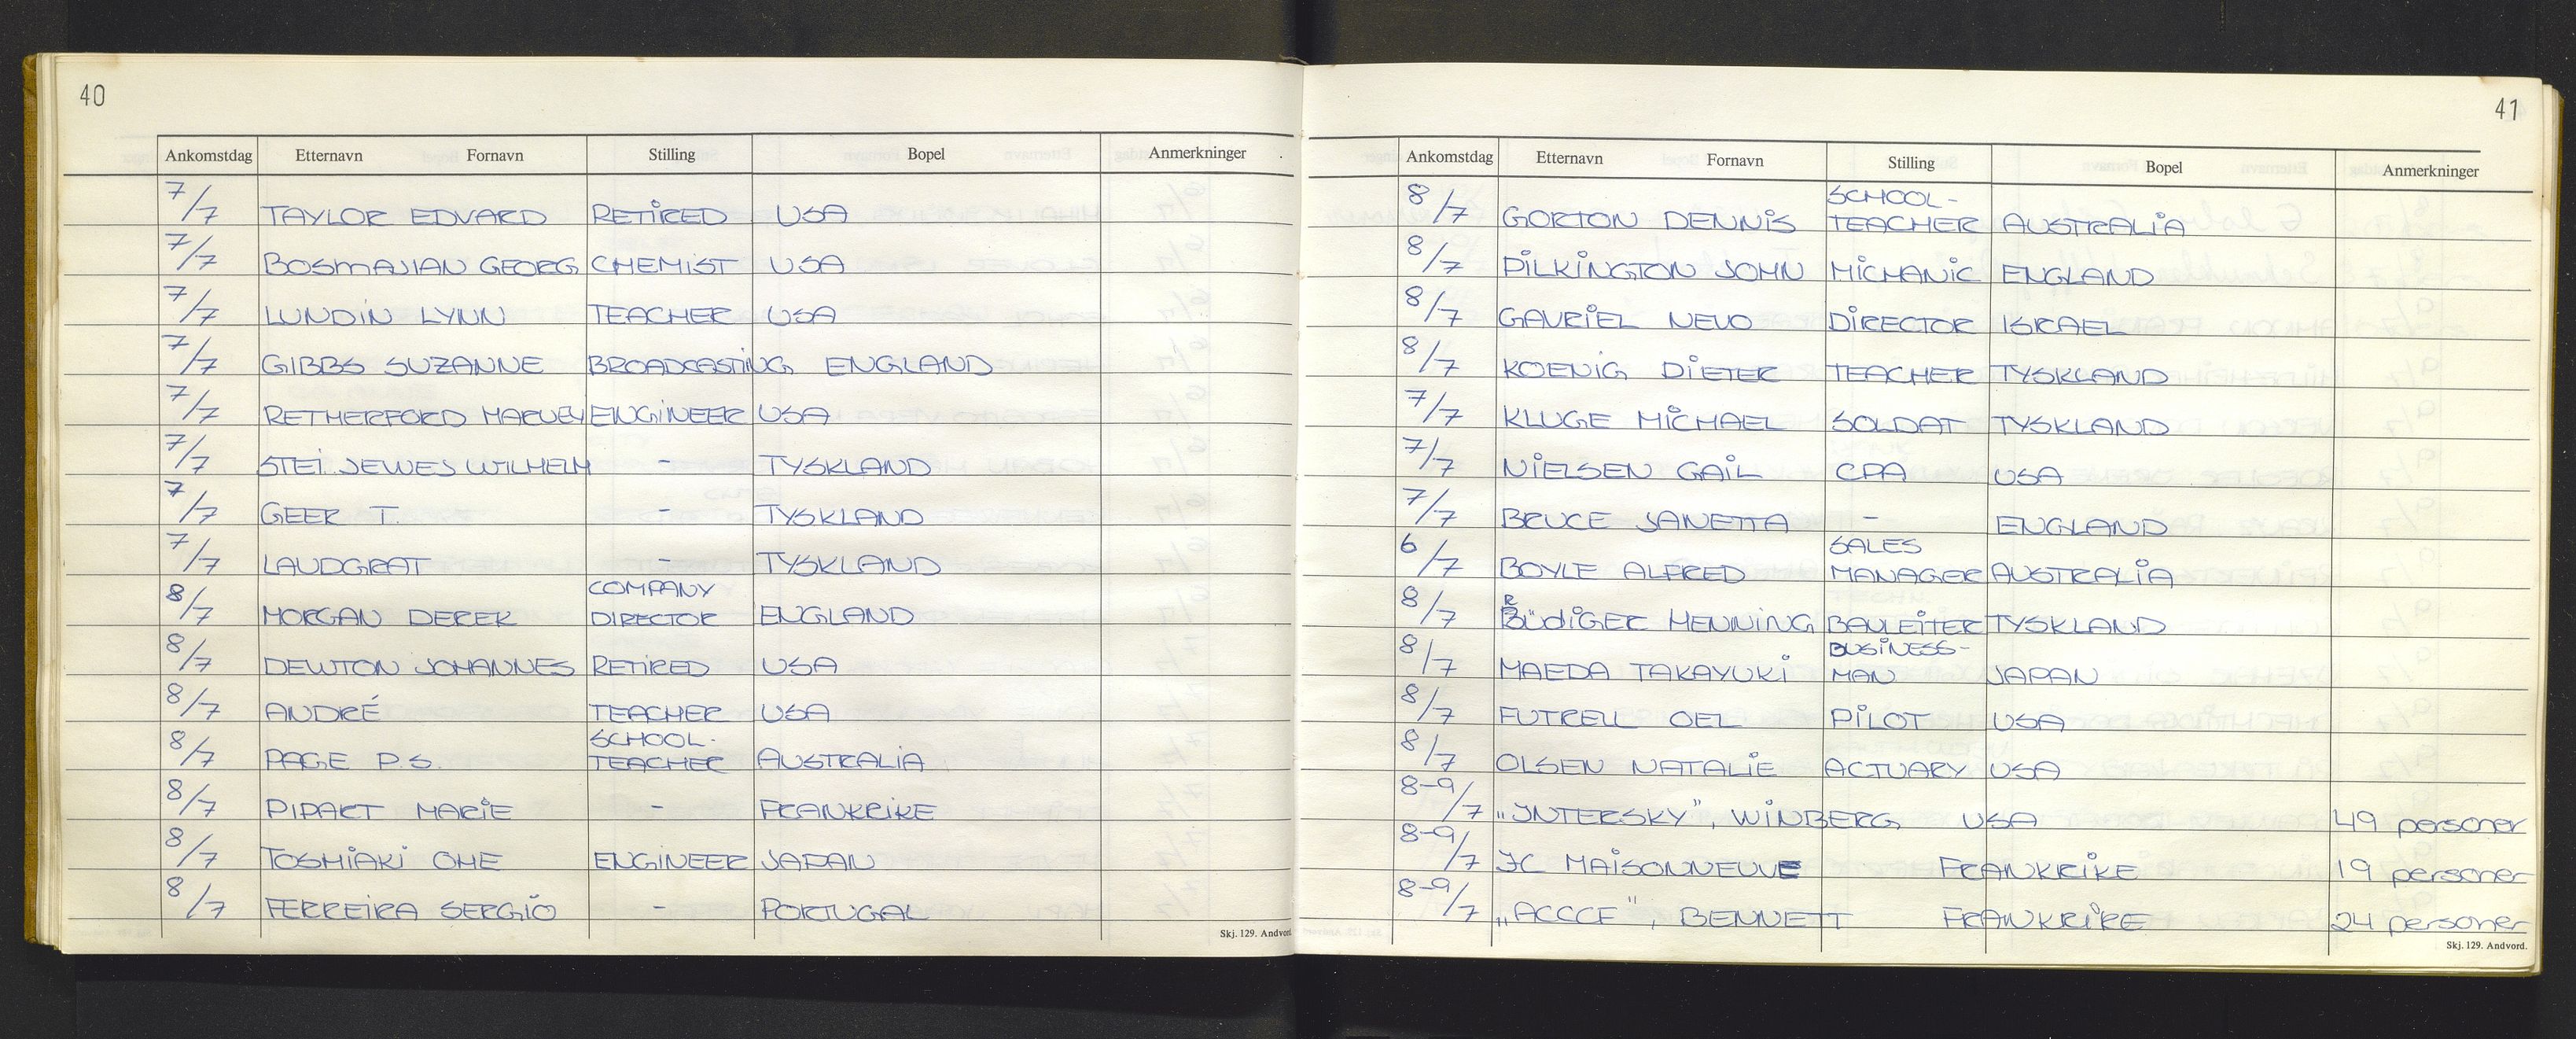 40
Ankomstdag Etternavn Fornavn Stilling Bopel Anmerkninger
7/7 TAYLOR EDVARD RETIRED USA
7/7 BOSMAJIAN GEORG CHEMIST USA
7/7 LUNDIN LYNN TEACHER USA
7/7 GIBBS SUZANNE BROADCASTING ENGLAND
7/7 RETHERFORD HARVEY ENGINEER USA
7/7 STEI. JEWES WILHELM - TYSKLAND
7/7 GEER T. - TYSKLAND
7/7 LAUDGRAT - TYSKLAND
8/7 MORGAN DEREK COMPANY DIRECTOR ENGLAND
8/7 DEWTON JOHANNES RETIRED USA
8/7 ANDRÉ TEACHER USA
8/7 PAGE P.S. SCHOOL-TEACHER AUSTRALIA
8/7 PIPART MARIE - FRANKRIKE
8/7 TOSHIAKI OHE ENGINEER JAPAN
8/7 FERREIRA SERGIO - PORTUGAL
Skj. 129. Andvord
41
Ankomstdag Etternavn Fornavn Stilling Bopel Anmerkninger
8/7 GORTON DENNIS SCHOOL-TEACHER AUSTRALIA
8/7 PILKINGTON JOHN MICHANIC ENGLAND
8/7 GAVRIEL NEVO DIRECTOR ISRAEL
8/7 KOENIG DIETER TEACHER TYSKLAND
7/7 KLUGE MICHAEL SOLDAT TYSKLAND
7/7 NIELSEN GAIL CPA USA
7/7 BRUCE JANETTA - ENGLAND
6/7 BOYLE ALFRED SALES MANAGER AUSTRALIA
8/7 RÜDIGER HENNING BAULEITER TYSKLAND
8/7 MAEDA TAKAYUKI BUSINESS-MAN JAPAN
8/7 FUTRELL OEL PILOT USA
8/7 OLSEN NATALIE ACTUARY USA
8-9/7 „INTERSKY", WINBERG USA 49 personer
8-9/7 JC MAISONNEUVE FRANKRIKE 19 personer
8-9/7 „ACCCF", BENNETT FRANKRIKE 24 personer
Skj. 129. Andvord.